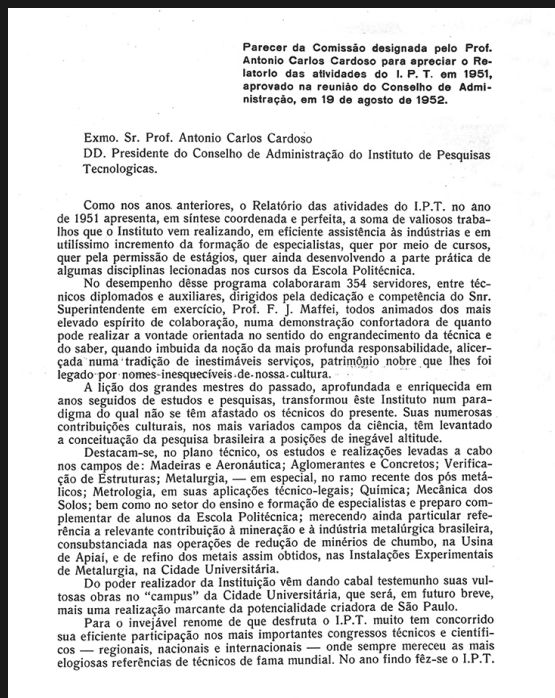 Parecer da Comissão designada pelo Prof.
Antonio Carlos Cardoso para apreciar o Re-
latorio das atividades do I. P. T. em 1951,
aprovado na reunião do Conselho de Admi-
nistração, em 19 de agosto de 1952.
Exmo. Sr. Prof. Antonio Carlos Cardoso
DD. Presidente do Conselho de Administração do Instituto de Pesquisas
Tecnologicas.
Como nos anos anteriores, o Relatório das atividades do I.P.T. no ano
de 1951 apresenta, em síntese coordenada e perfeita, a soma de valiosos traba-
lhos que o Instituto vem realizando, em eficiente assistência às indústrias e em
utilíssimo incremento da formação de especialistas, quer por meio de cursos,
quer pela permissão de estágios, quer ainda desenvolvendo a parte prática de
algumas disciplinas lecionadas nos cursos da Escola Politécnica.
No desempenho dêsse programa colaboraram 354 servidores, entre téc-
nicos diplomados e auxiliares, dirigidos pela dedicação e competência do Snr.
Superintendente em exercício, Prof. F. J. Maffei, todos animados dos mais
elevado espírito de colaboração, numa demonstração confortadora de quanto
pode realizar a vontade orientada no sentido do engrandecimento da técnica e
do saber, quando imbuida da noção da mais profunda responsabilidade, alicer-
çada numa tradição de inestimáveis serviços, patrimônio nobre que lhes foi
legado por nomes inesquecíveis de nossa cultura.
A lição dos grandes mestres do passado, aprofundada e enriquecida em
anos seguidos de estudos e pesquisas, transformou êste Instituto num para-
digma do qual não se têm afastado os técnicos do presente. Suas numerosas
contribuições culturais, nos mais variados campos da ciência, têm levantado
a conceituação da pesquisa brasileira a posições de inegável altitude.
Destacam-se, no plano técnico, os estudos e realizações levadas a cabo
nos campos de: Madeiras e Aeronáutica; Aglomerantes e Concretos; Verifica-
ção de Estruturas; Metalurgia, — em especial, no ramo recente dos pós metá-
licos; Metrologia, em suas aplicações técnico-legais; Química; Mecânica dos
Solos; bem como no setor do ensino e formação de especialistas e preparo com-
plementar de alunos da Escola Politécnica; merecendo ainda particular refe-
rência a relevante contribuição à mineração e à indústria metalúrgica brasileira,
consubstanciada nas operações de redução de minérios de chumbo, na Usina
de Apiaí, e de refino dos metais assim obtidos, nas Instalações Experimentais
de Metalurgia, na Cidade Universitária.
Do poder realizador da Instituição vêm dando cabal testemunho suas vul-
tosas obras no "campus" da Cidade Universitária, que será, em futuro breve,
mais uma realização marcante da potencialidade criadora de São Paulo.
Para o invejável renome de que desfruta o I.P.T. muito tem concorrido
sua eficiente participação nos mais importantes congressos técnicos e científi-
cos — regionais, nacionais e internacionais — onde sempre mereceu as mais
elogiosas referências de técnicos de fama mundial. No ano findo fêz-se o I.P.T.